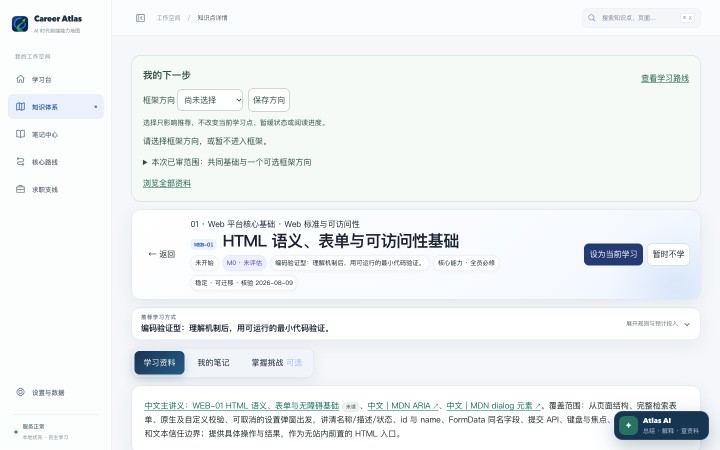 Career Atlas
AI 时代前端能力地图
我的工作空间
学习台
知识体系
笔记中心
核心路线
求职支线
设置与数据
服务正常
本地优先 · 自主学习
工作空间 / 知识点详情
搜索知识点、页面…
⌘ K
我的下一步
查看学习路线
框架方向 尚未选择 保存方向
选择只影响推荐，不改变当前学习点、暂缓状态或阅读进度。
请选择框架方向，或暂不进入框架。
▶ 本次已审范围：共同基础与一个可选框架方向
浏览全部资料
← 返回
01 · Web 平台核心基础 · Web 标准与可访问性
WEB-01 HTML 语义、表单与可访问性基础
未开始 M0 · 未评估 编码验证型：理解机制后，用可运行的最小代码验证。 核心能力 · 全员必修
稳定 · 可迁移 · 核验 2026-08-09
设为当前学习 暂时不学
推荐学习方式
编码验证型：理解机制后，用可运行的最小代码验证。
展开规则与预计投入
学习资料 我的笔记 掌握挑战 可选
中文主讲义：WEB-01 HTML 语义、表单与无障碍基础 未读 、中文｜MDN ARIA ↗、中文｜MDN dialog 元素 ↗。覆盖范围：从页面结构、完整检索表
单、原生及自定义校验、可取消的设置弹窗出发，讲清名称/描述/状态、id 与 name、FormData 同名字段、提交 API、键盘与焦点、
和文本信任边界；提供具体操作与结果，作为无站内前置的 HTML 入口。
Atlas AI
总结 · 解释 · 查资料